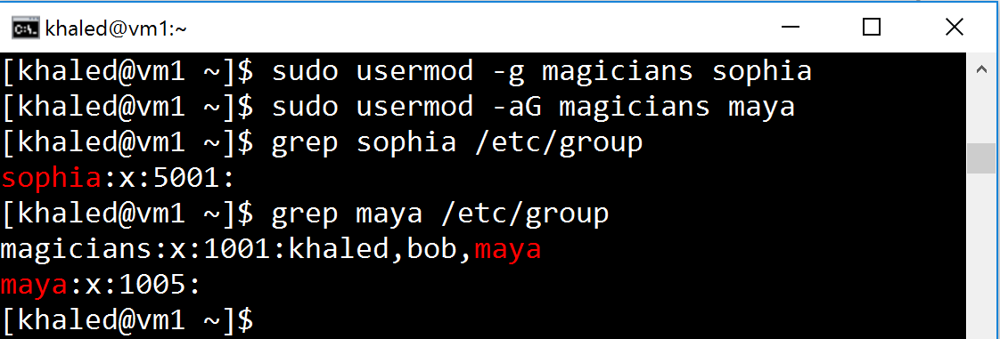 khaled@vm1:~
[khaled@vm1 ~]$ sudo usermod -g magicians sophia
[khaled@vm1 ~]$ sudo usermod -aG magicians maya
[khaled@vm1 ~]$ grep sophia /etc/group
sophia:x:5001:
[khaled@vm1 ~]$ grep maya /etc/group
magicians:x:1001:khaled,bob,maya
maya:x:1005:
[khaled@vm1 ~]$